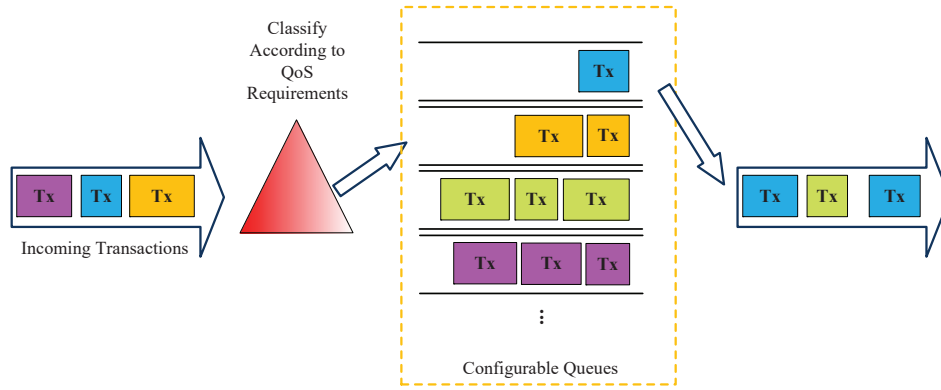 Classify
According to
QoS
Requirements
Tx Tx Tx
Incoming Transactions
Tx
Tx Tx
Tx Tx Tx
Tx Tx Tx
Configurable Queues
Tx Tx Tx